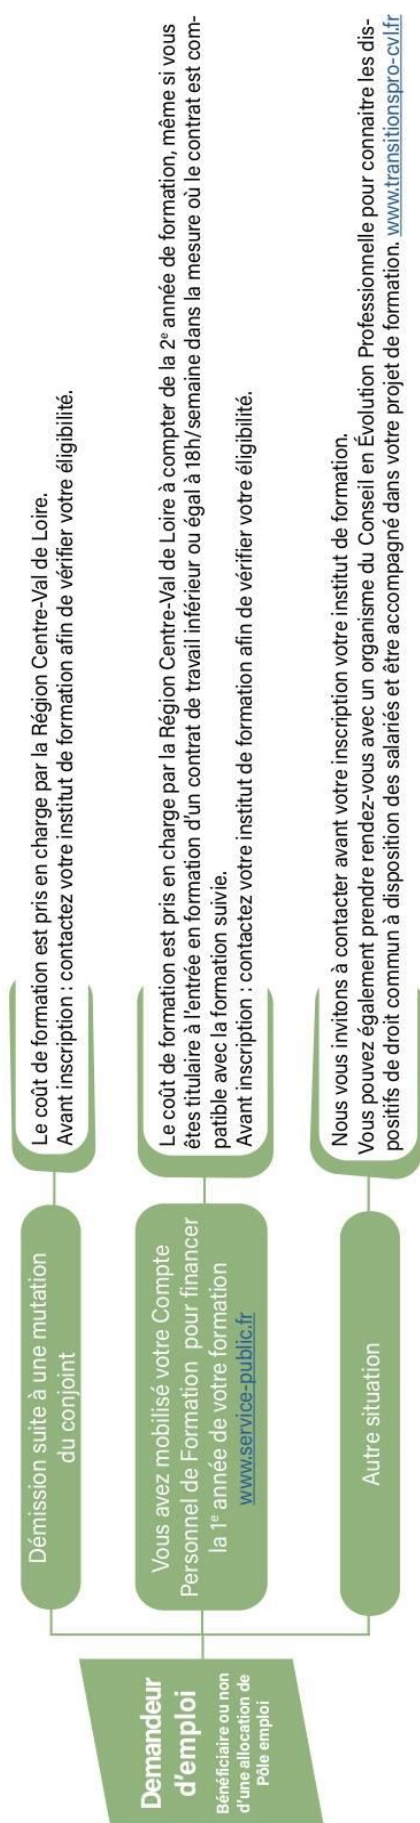 Demandeur
d'emploi
Bénéficiaire ou non
d'une allocation de
Pôle emploi
Démission suite à une mutation
du conjoint
Le coût de formation est pris en charge par la Région Centre-Val de Loire.
Avant inscription : contactez votre institut de formation afin de vérifier votre éligibilité.
Vous avez mobilisé votre Compte
Personnel de Formation pour financer
la 1e année de votre formation
www.service-public.fr
Le coût de formation est pris en charge par la Région Centre-Val de Loire à compter de la 2e année de formation, même si vous
êtes titulaire à l'entrée en formation d'un contrat de travail inférieur ou égal à 18h/semaine dans la mesure où le contrat est com-
patible avec la formation suivie.
Avant inscription : contactez votre institut de formation afin de vérifier votre éligibilité.
Autre situation
Nous vous invitons à contacter avant votre inscription votre institut de formation.
Vous pouvez également prendre rendez-vous avec un organisme du Conseil en Évolution Professionnelle pour connaitre les dis-
positifs de droit commun à disposition des salariés et être accompagné dans votre projet de formation. www.transitionspro-cvl.fr